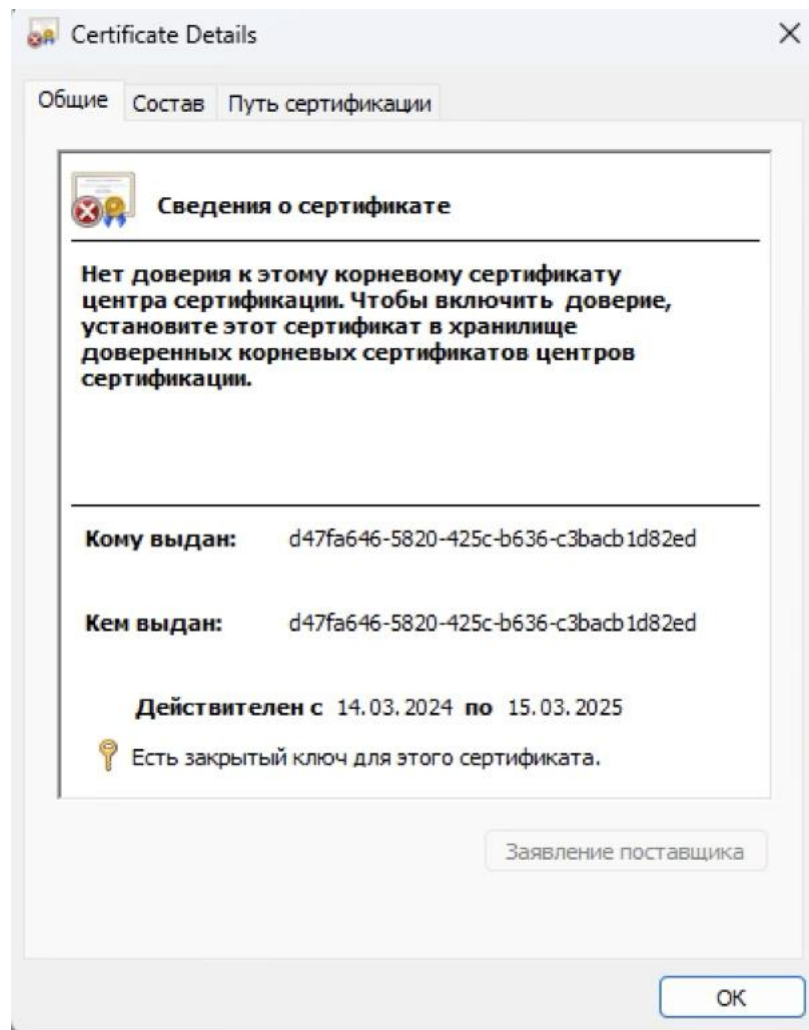 Certificate Details
Общие Состав Путь сертификации
Сведения о сертификате
Нет доверия к этому корневому сертификату
центра сертификации. Чтобы включить доверие,
установите этот сертификат в хранилище
доверенных корневых сертификатов центров
сертификации.
Кому выдан: d47fa646-5820-425c-b636-c3bacb1d82ed
Кем выдан: d47fa646-5820-425c-b636-c3bacb1d82ed
Действителен с 14.03.2024 по 15.03.2025
Есть закрытый ключ для этого сертификата.
Заявление поставщика
ОК